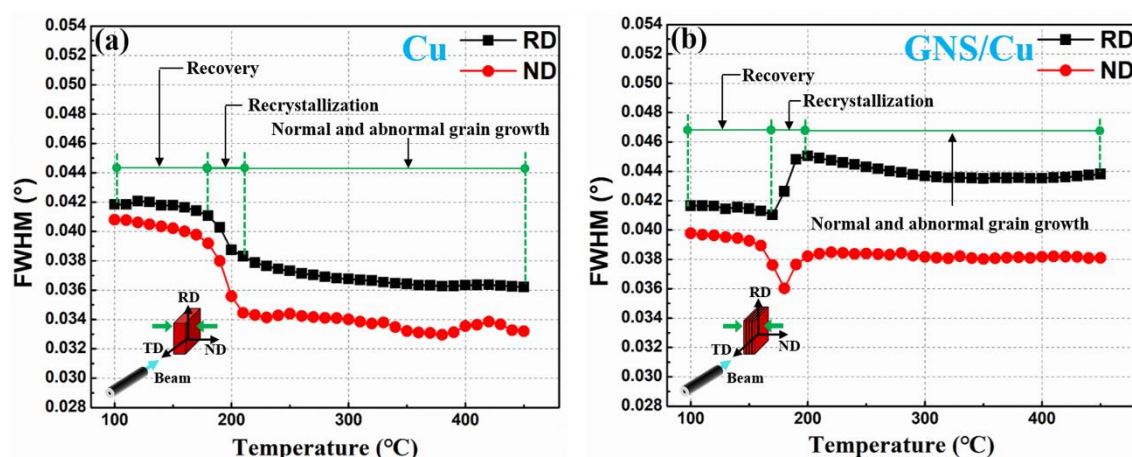 (a)
Cu
RD
ND
Recovery
Recrystallization
Normal and abnormal grain growth
FWHM (°)
0.054
0.052
0.050
0.048
0.046
0.044
0.042
0.040
0.038
0.036
0.034
0.032
0.030
0.028
RD
TD
ND
Beam
100
200
300
400
Temperature (℃)
(b)
GNS/Cu
RD
ND
Recovery
Recrystallization
Normal and abnormal grain growth
FWHM (°)
0.054
0.052
0.050
0.048
0.046
0.044
0.042
0.040
0.038
0.036
0.034
0.032
0.030
0.028
RD
TD
ND
Beam
100
200
300
400
Temperature (℃)